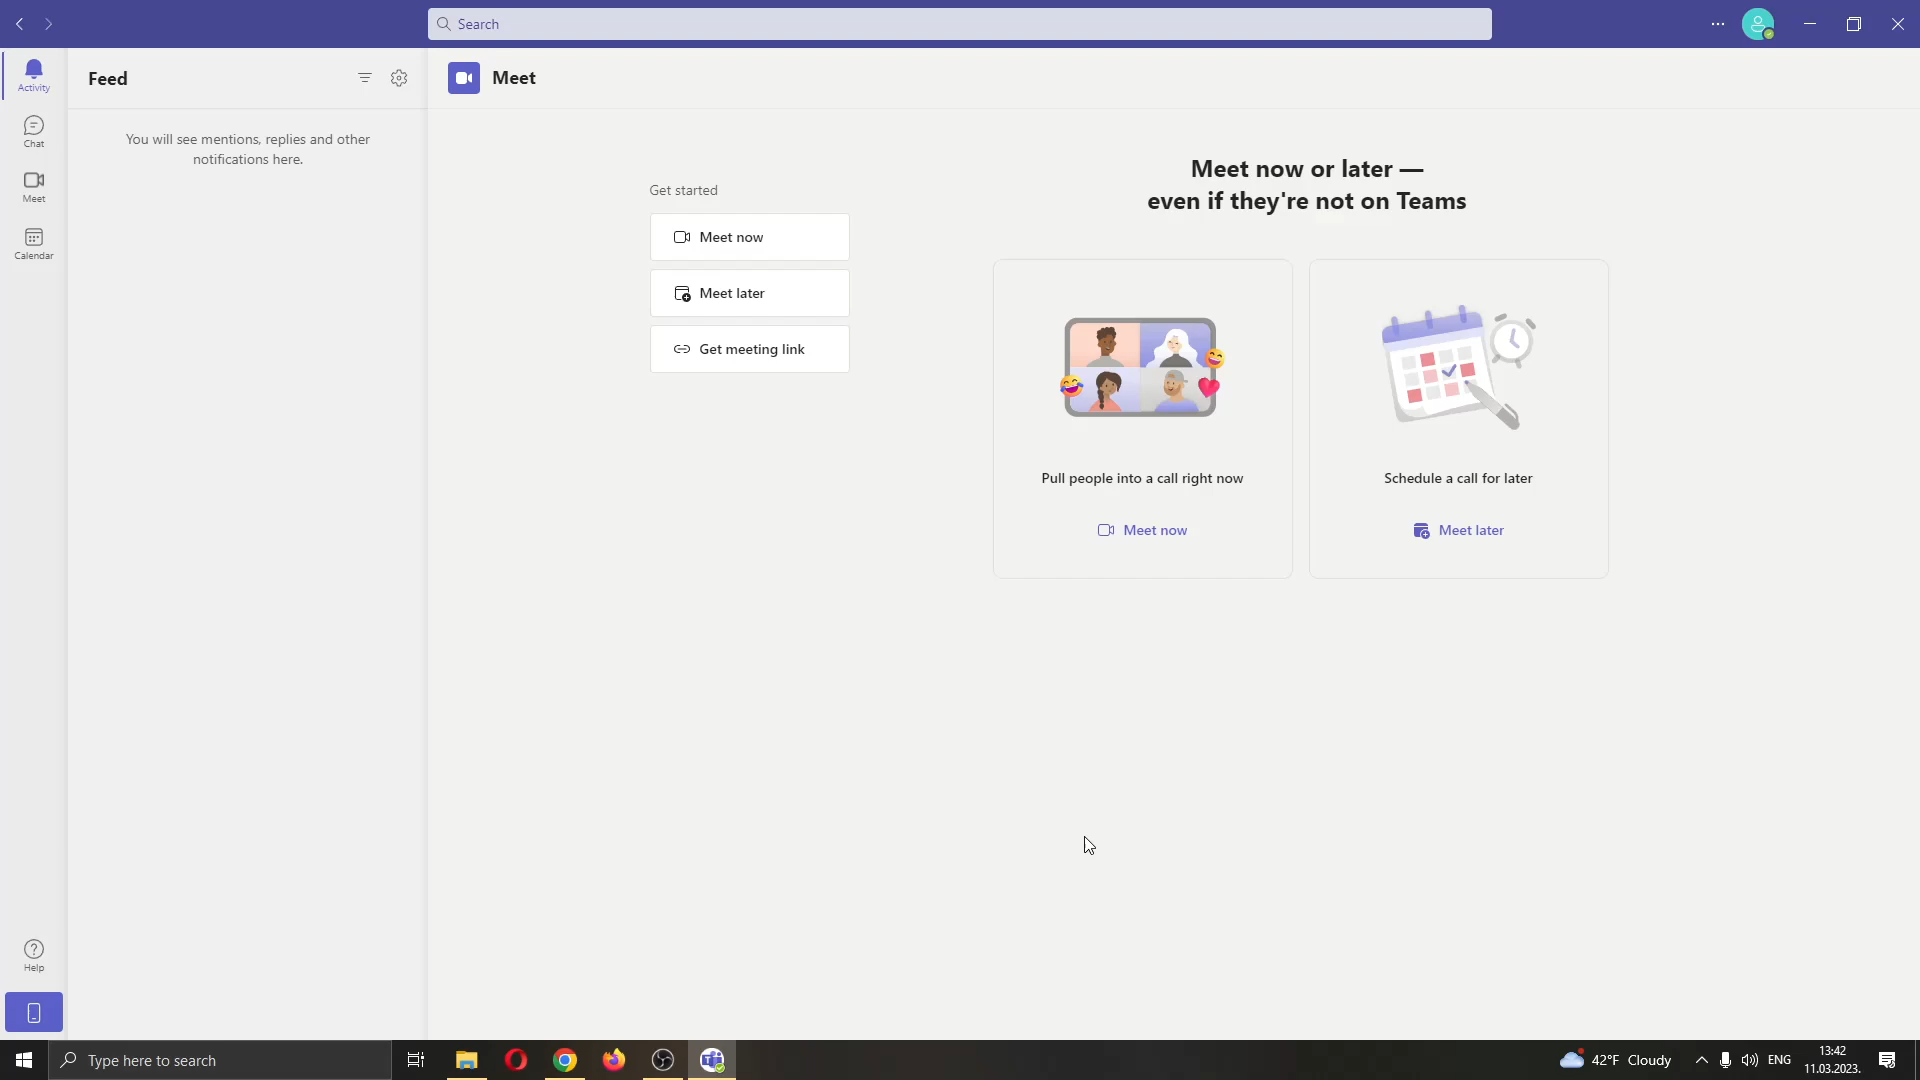 Search
Activity
Chat
Meet
Calendar
Help
Feed
You will see mentions, replies and other
notifications here.
Meet
Get started
Meet now
Meet later
Get meeting link
Meet now or later —
even if they're not on Teams
Pull people into a call right now
Meet now
Schedule a call for later
Meet later
Type here to search
42°F Cloudy
ENG
13:42
11.03.2023.